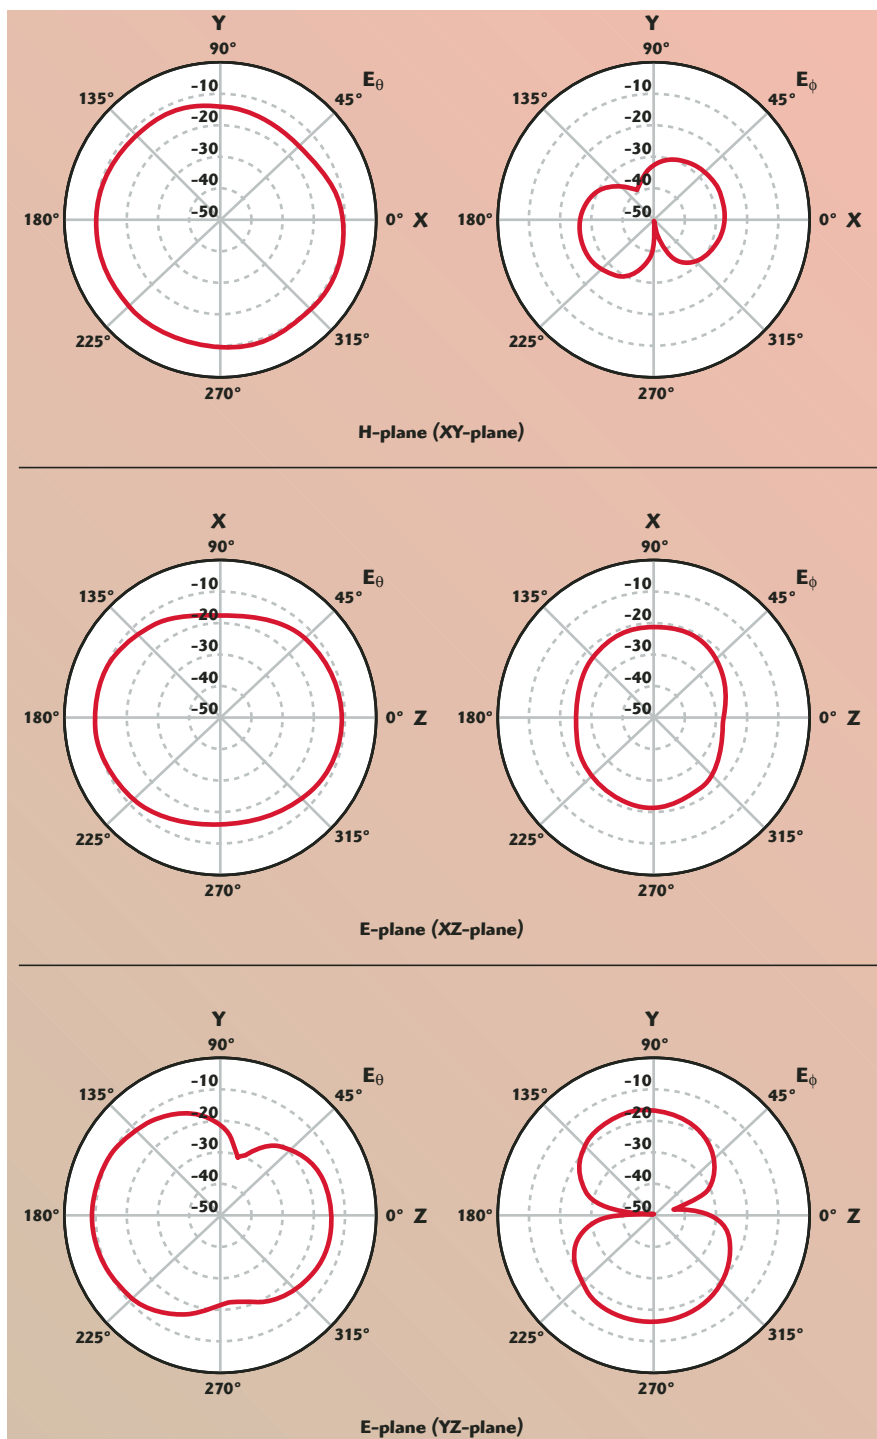 Y Y
90° 90°
135° -10 Eθ 45° 135° -10 Eϕ 45°
-20 -20
-30 -30
-40 -40
180° -50 0° X 180° -50 0° X
225° 315° 225° 315°
270° 270°
H-plane (XY-plane)
X X
90° 90°
135° -10 Eθ 45° 135° -10 Eϕ 45°
-20 -20
-30 -30
-40 -40
180° -50 0° Z 180° -50 0° Z
225° 315° 225° 315°
270° 270°
E-plane (XZ-plane)
Y Y
90° 90°
135° -10 Eθ 45° 135° -10 Eϕ 45°
-20 -20
-30 -30
-40 -40
180° -50 0° Z 180° -50 0° Z
225° 315° 225° 315°
270° 270°
E-plane (YZ-plane)